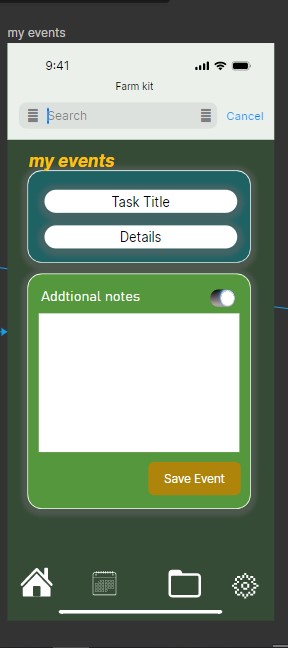 my events
9:41
Farm kit
Search
Cancel
my events
Task Title
Details
Addtional notes
Save Event